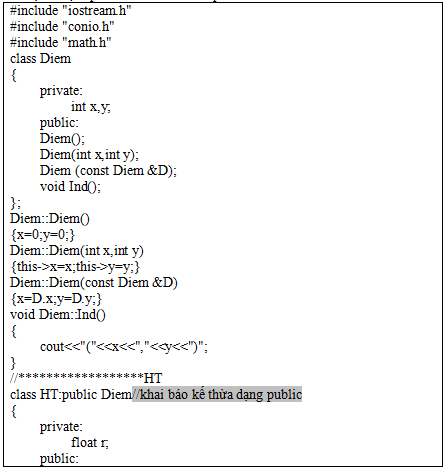 #include "iostream.h"
#include "conio.h"
#include "math.h"
class Diem
{
private:
int x,y;
public:
Diem();
Diem(int x,int y);
Diem (const Diem &D);
void Ind();
};
Diem::Diem()
{x=0;y=0;}
Diem::Diem(int x,int y)
{this->x=x;this->y=y;}
Diem::Diem(const Diem &D)
{x=D.x;y=D.y;}
void Diem::Ind()
{
cout<<"("<<x<<","<<y<<")";
}
//******************HT
class HT:public Diem//khai báo kế thừa dạng public
{
private:
float r;
public: